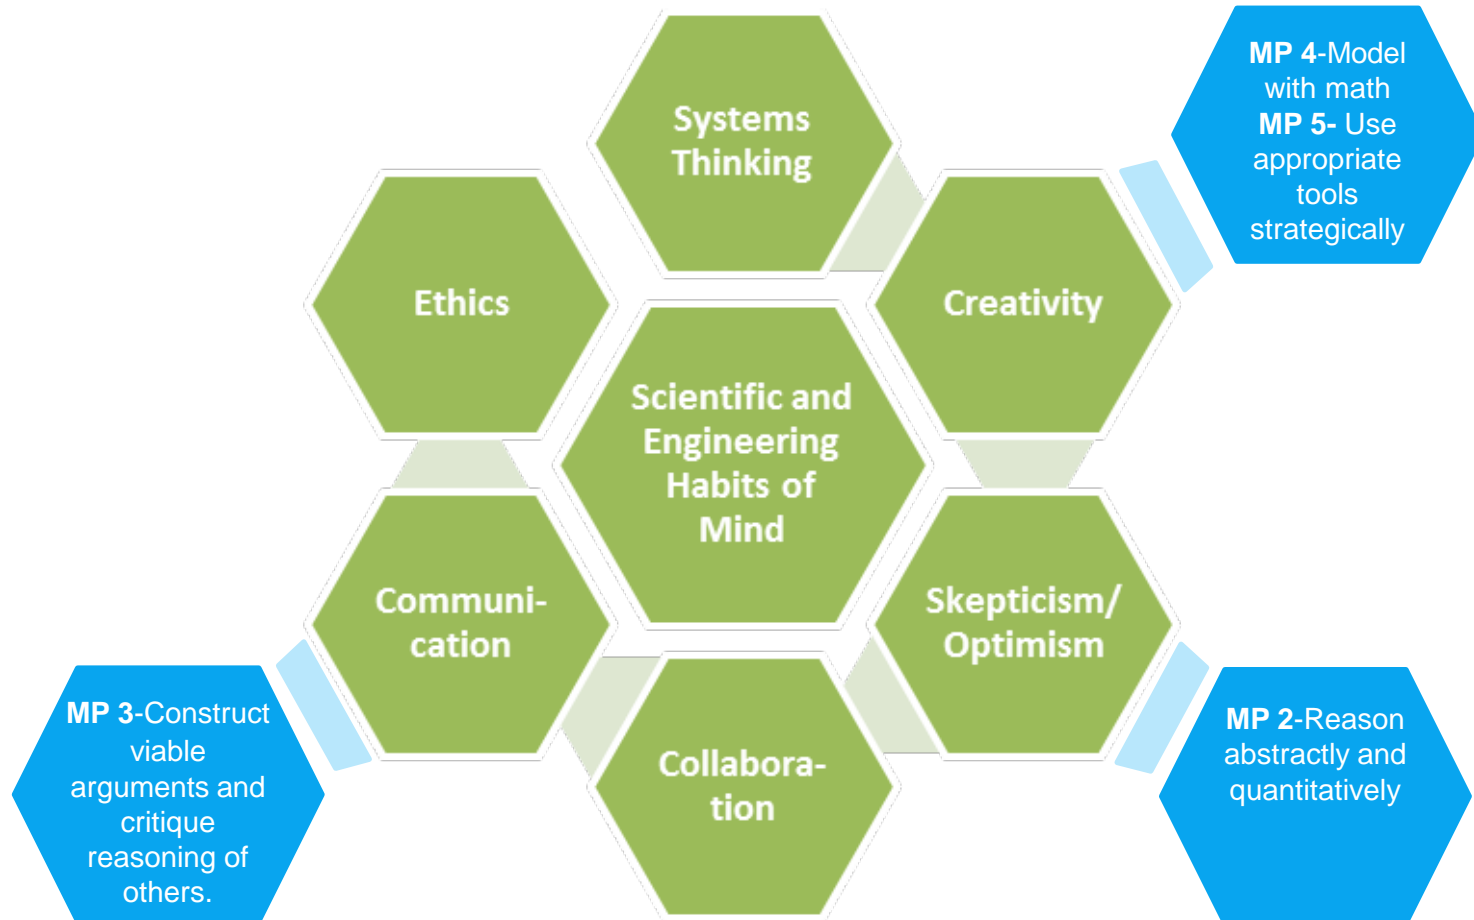 Systems
Thinking
MP 4-Model
with math
MP 5- Use
appropriate
tools
strategically
Ethics
Creativity
Scientific and
Engineering
Habits of
Mind
Communi-
cation
Skepticism/
Optimism
MP 3-Construct
viable
arguments and
critique
reasoning of
others.
Collabora-
tion
MP 2-Reason
abstractly and
quantitatively